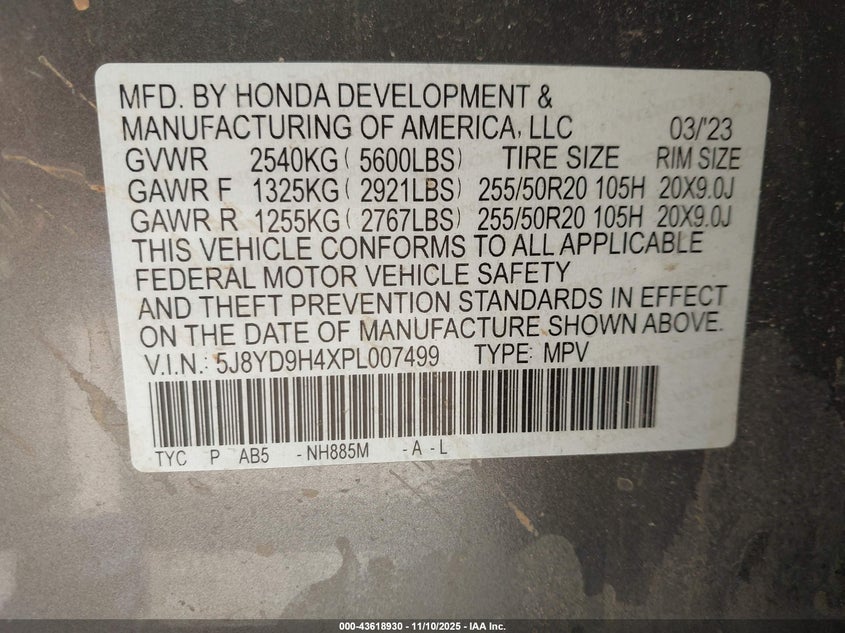 MFD. BY HONDA DEVELOPMENT &
MANUFACTURING OF AMERICA, LLC 03/'23
GVWR 2540KG ( 5600LBS) TIRE SIZE RIM SIZE
GAWR F 1325KG ( 2921LBS) 255/50R20 105H 20X9.0J
GAWR R 1255KG ( 2767LBS) 255/50R20 105H 20X9.0J
THIS VEHICLE CONFORMS TO ALL APPLICABLE
FEDERAL MOTOR VEHICLE SAFETY
AND THEFT PREVENTION STANDARDS IN EFFECT
ON THE DATE OF MANUFACTURE SHOWN ABOVE.
V.I.N.: 5J8YD9H4XPL007499 TYPE: MPV
TYC P AB5 -NH885M -A -L
000-43618930 - 11/10/2025 - IAA Inc.